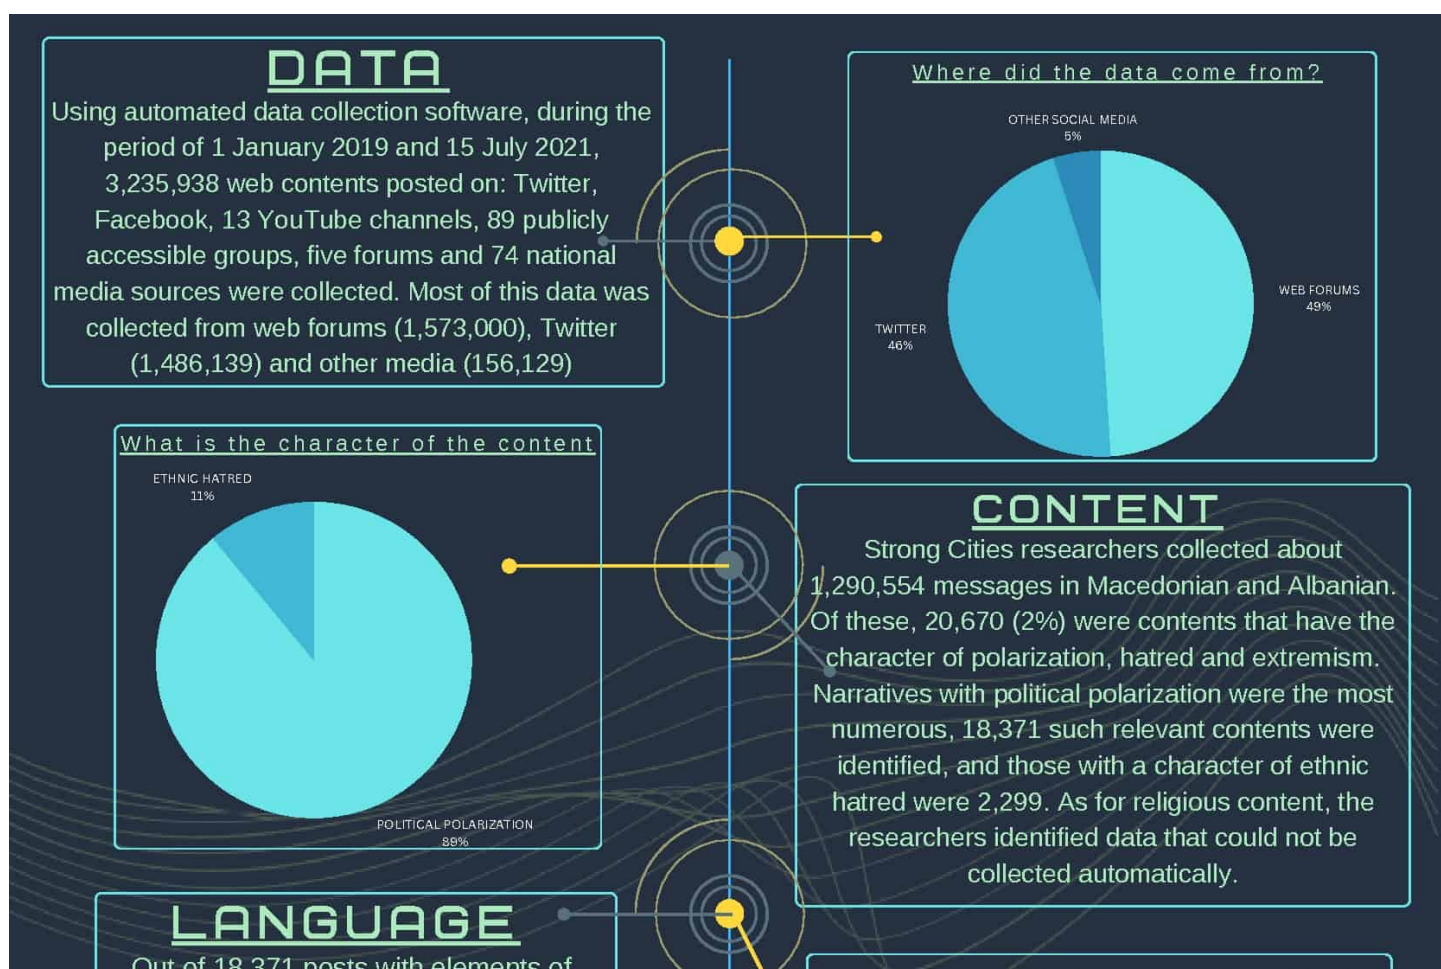 DATA
Using automated data collection software, during the
period of 1 January 2019 and 15 July 2021,
3,235,938 web contents posted on: Twitter,
Facebook, 13 YouTube channels, 89 publicly
accessible groups, five forums and 74 national
media sources were collected. Most of this data was
collected from web forums (1,573,000), Twitter
(1,486,139) and other media (156,129)
Where did the data come from?
OTHER SOCIAL MEDIA
5%
WEB FORUMS
49%
TWITTER
46%
What is the character of the content
ETHNIC HATRED
11%
POLITICAL POLARIZATION
89%
CONTENT
Strong Cities researchers collected about
1,290,554 messages in Macedonian and Albanian.
Of these, 20,670 (2%) were contents that have the
character of polarization, hatred and extremism.
Narratives with political polarization were the most
numerous, 18,371 such relevant contents were
identified, and those with a character of ethnic
hatred were 2,299. As for religious content, the
researchers identified data that could not be
collected automatically.
LANGUAGE
Out of 18,371 posts with elements of